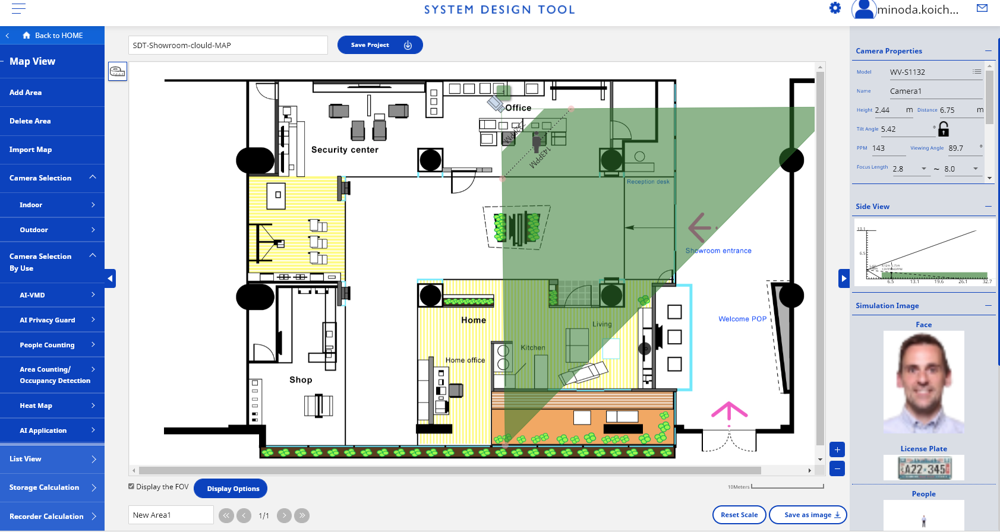 SYSTEM DESIGN TOOL
minoda.koich...
Back to HOME
Map View
Add Area
Delete Area
Import Map
Camera Selection
Indoor
Outdoor
Camera Selection
By Use
AI-VMD
AI Privacy Guard
People Counting
Area Counting/
Occupancy Detection
Heat Map
AI Application
List View
Storage Calculation
Recorder Calculation
SDT-Showroom-clould-MAP
Save Project
1
Office
Security center
143PPM
Reception desk
Showroom entrance
Welcome POP
Home
Living
Kitchen
Home office
Shop
Display the FOV
Display Options
10Meters
New Area1
1/1
Reset Scale
Save as image
Camera Properties
Model WV-S1132
Name Camera1
Height 2.44 m Distance 6.75 m
Tilt Angle 5.42 °
PPM 143 Viewing Angle 89.7 °
Focus Length 2.8 ~ 8.0
Side View
13.1
6.5
6.5 13.1 19.6 26.1 32.7
Simulation Image
Face
License Plate
A22·345
People